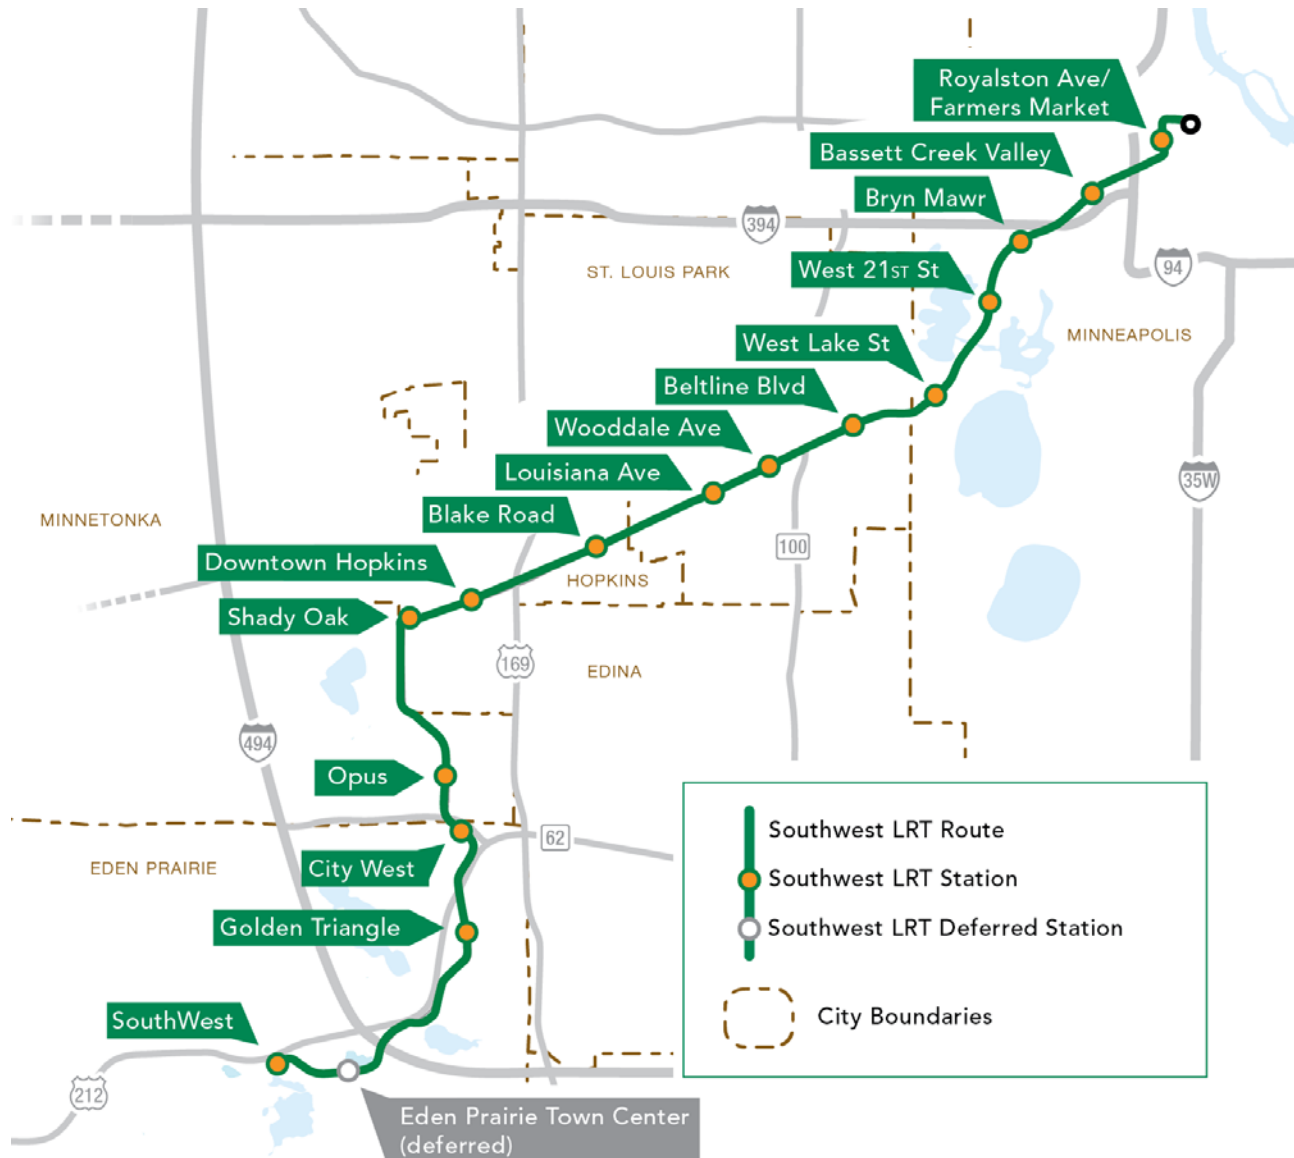 Royalston Ave/
Farmers Market
Bassett Creek Valley
Bryn Mawr
394
ST. LOUIS PARK
West 21ST St
94
MINNEAPOLIS
West Lake St
Beltline Blvd
Wooddale Ave
Louisiana Ave
35W
Blake Road
MINNETONKA
100
Downtown Hopkins
HOPKINS
Shady Oak
169
EDINA
494
Opus
62
City West
EDEN PRAIRIE
Golden Triangle
SouthWest
212
Eden Prairie Town Center
(deferred)
Southwest LRT Route
Southwest LRT Station
Southwest LRT Deferred Station
City Boundaries